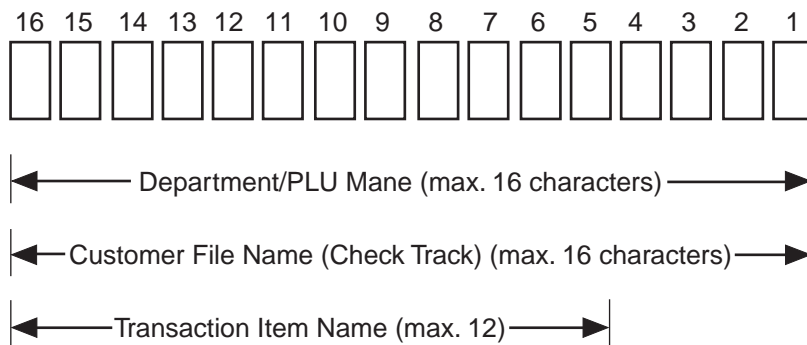 16 15 14 13 12 11 10 9 8 7 6 5 4 3 2 1
Department/PLU Mane (max. 16 characters)
Customer File Name (Check Track) (max. 16 characters)
Transaction Item Name (max. 12)